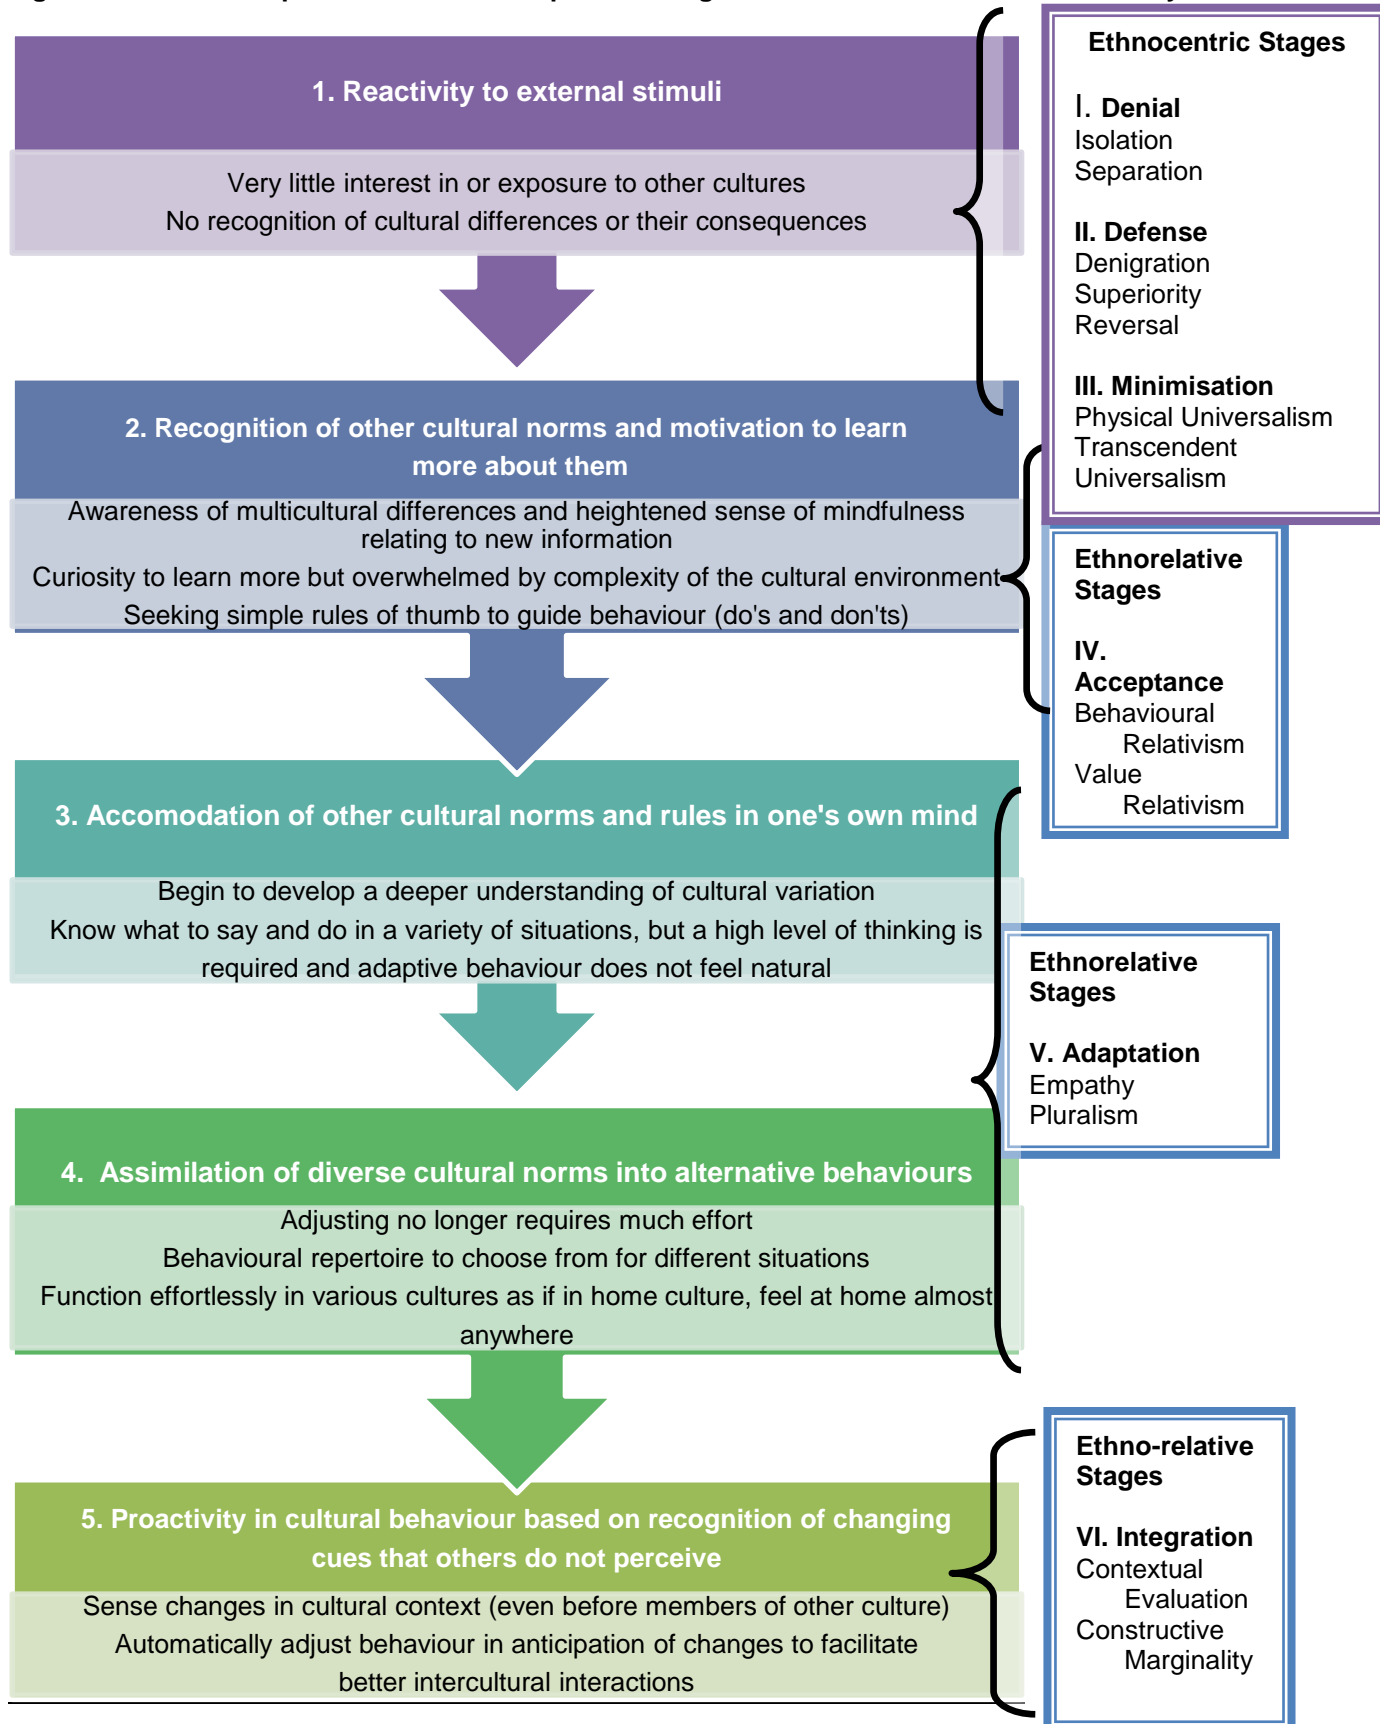 1. Reactivity to external stimuli
Very little interest in or exposure to other cultures
No recognition of cultural differences or their consequences
Ethnocentric Stages
I. Denial
Isolation
Separation
II. Defense
Denigration
Superiority
Reversal
III. Minimisation
Physical Universalism
Transcendent
Universalism
2. Recognition of other cultural norms and motivation to learn
more about them
Awareness of multicultural differences and heightened sense of mindfulness
relating to new information
Curiosity to learn more but overwhelmed by complexity of the cultural environment
Seeking simple rules of thumb to guide behaviour (do's and don'ts)
Ethnorelative
Stages
IV.
Acceptance
Behavioural
Relativism
Value
Relativism
3. Accomodation of other cultural norms and rules in one's own mind
Begin to develop a deeper understanding of cultural variation
Know what to say and do in a variety of situations, but a high level of thinking is
required and adaptive behaviour does not feel natural
Ethnorelative
Stages
V. Adaptation
Empathy
Pluralism
4. Assimilation of diverse cultural norms into alternative behaviours
Adjusting no longer requires much effort
Behavioural repertoire to choose from for different situations
Function effortlessly in various cultures as if in home culture, feel at home almost
anywhere
5. Proactivity in cultural behaviour based on recognition of changing
cues that others do not perceive
Sense changes in cultural context (even before members of other culture)
Automatically adjust behaviour in anticipation of changes to facilitate
better intercultural interactions
Ethno-relative
Stages
VI. Integration
Contextual
Evaluation
Constructive
Marginality